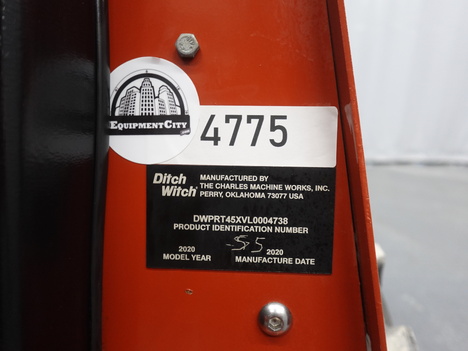 EQUIPMENTCITY
4775
Ditch Witch
MANUFACTURED BY
THE CHARLES MACHINE WORKS, INC.
PERRY, OKLAHOMA 73077 USA
DWPRT45XVL0004738
PRODUCT IDENTIFICATION NUMBER
2020
MODEL YEAR
5 2020
MANUFACTURE DATE